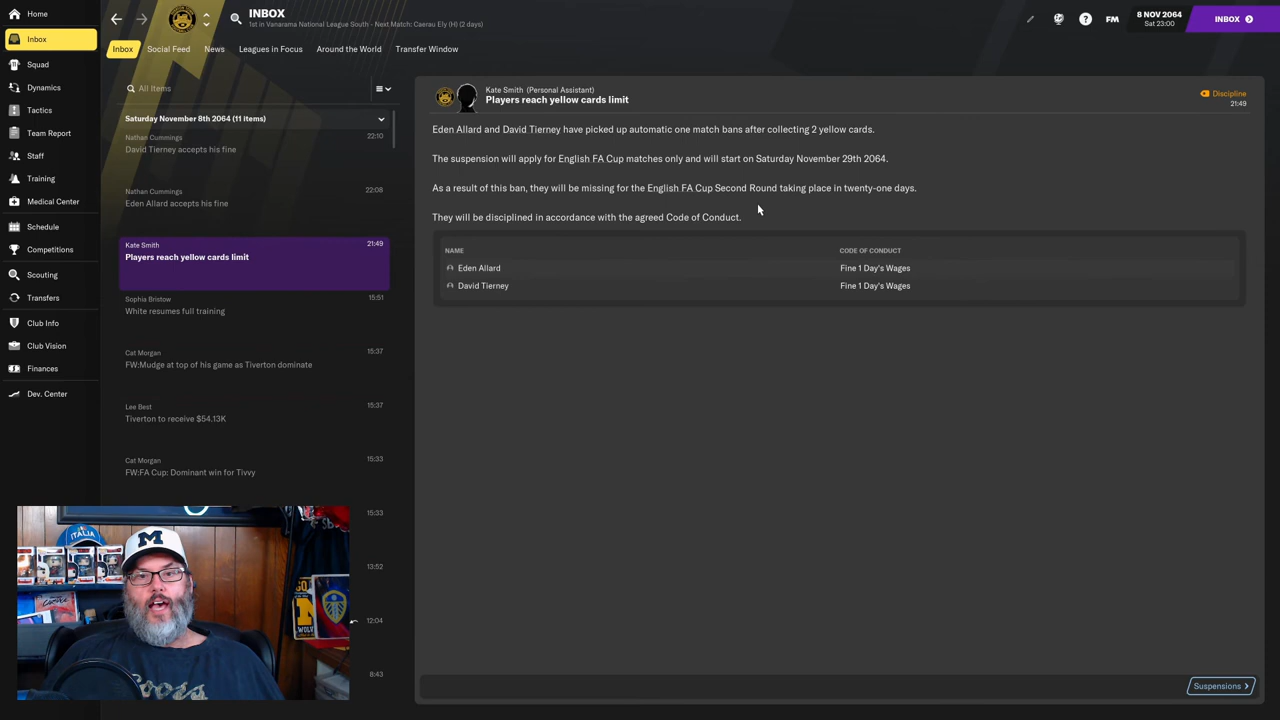 Home
Inbox
Squad
Dynamics
Tactics
Team Report
Staff
Training
Medical Center
Schedule
Competitions
Scouting
Transfers
Club Info
Club Vision
Finances
Dev. Center
INBOX
1st in Vanarama National League South - Next Match: Caerau Ely (H) (2 days)
FM
8 NOV 2064
Sat 23:00
INBOX
Inbox
Social Feed
News
Leagues in Focus
Around the World
Transfer Window
All Items
Saturday November 8th 2064 (11 items)
Nathan Cummings
22:10
David Tierney accepts his fine
Nathan Cummings
22:08
Eden Allard accepts his fine
Kate Smith
21:49
Players reach yellow cards limit
Sophia Bristow
15:51
White resumes full training
Cat Morgan
15:37
FW:Mudge at top of his game as Tiverton dominate
Lee Best
15:37
Tiverton to receive $54.13K
Cat Morgan
15:33
FW:FA Cup: Dominant win for Tivvy
15:33
13:52
12:04
8:43
Kate Smith (Personal Assistant)
Players reach yellow cards limit
Discipline
21:49
Eden Allard and David Tierney have picked up automatic one match bans after collecting 2 yellow cards.
The suspension will apply for English FA Cup matches only and will start on Saturday November 29th 2064.
As a result of this ban, they will be missing for the English FA Cup Second Round taking place in twenty-one days.
They will be disciplined in accordance with the agreed Code of Conduct.
NAME
CODE OF CONDUCT
Eden Allard
Fine 1 Day's Wages
David Tierney
Fine 1 Day's Wages
Suspensions
ITALIA
M
Coors